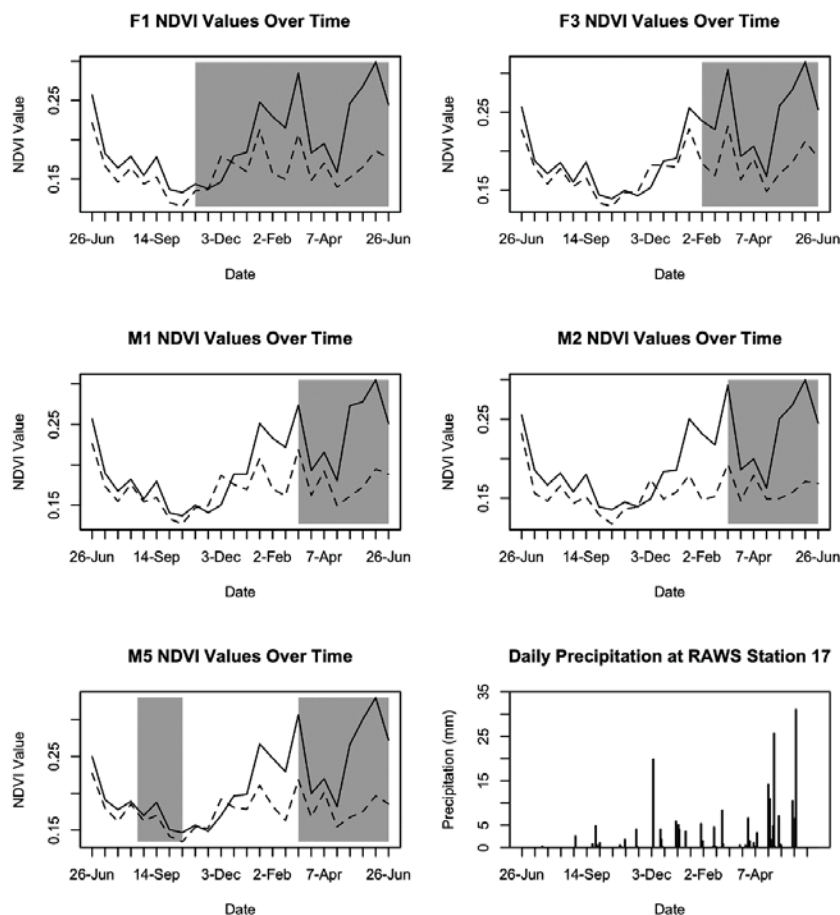 F1 NDVI Values Over Time
NDVI Value
0.25
0.15
26-Jun 14-Sep 3-Dec 2-Feb 7-Apr 26-Jun
Date
F3 NDVI Values Over Time
NDVI Value
0.25
0.15
26-Jun 14-Sep 3-Dec 2-Feb 7-Apr 26-Jun
Date
M1 NDVI Values Over Time
NDVI Value
0.25
0.15
26-Jun 14-Sep 3-Dec 2-Feb 7-Apr 26-Jun
Date
M2 NDVI Values Over Time
NDVI Value
0.25
0.15
26-Jun 14-Sep 3-Dec 2-Feb 7-Apr 26-Jun
Date
M5 NDVI Values Over Time
NDVI Value
0.25
0.15
26-Jun 14-Sep 3-Dec 2-Feb 7-Apr 26-Jun
Date
Daily Precipitation at RAWS Station 17
Precipitation (mm)
35
25
15
5
0
26-Jun 14-Sep 3-Dec 2-Feb 7-Apr
Date